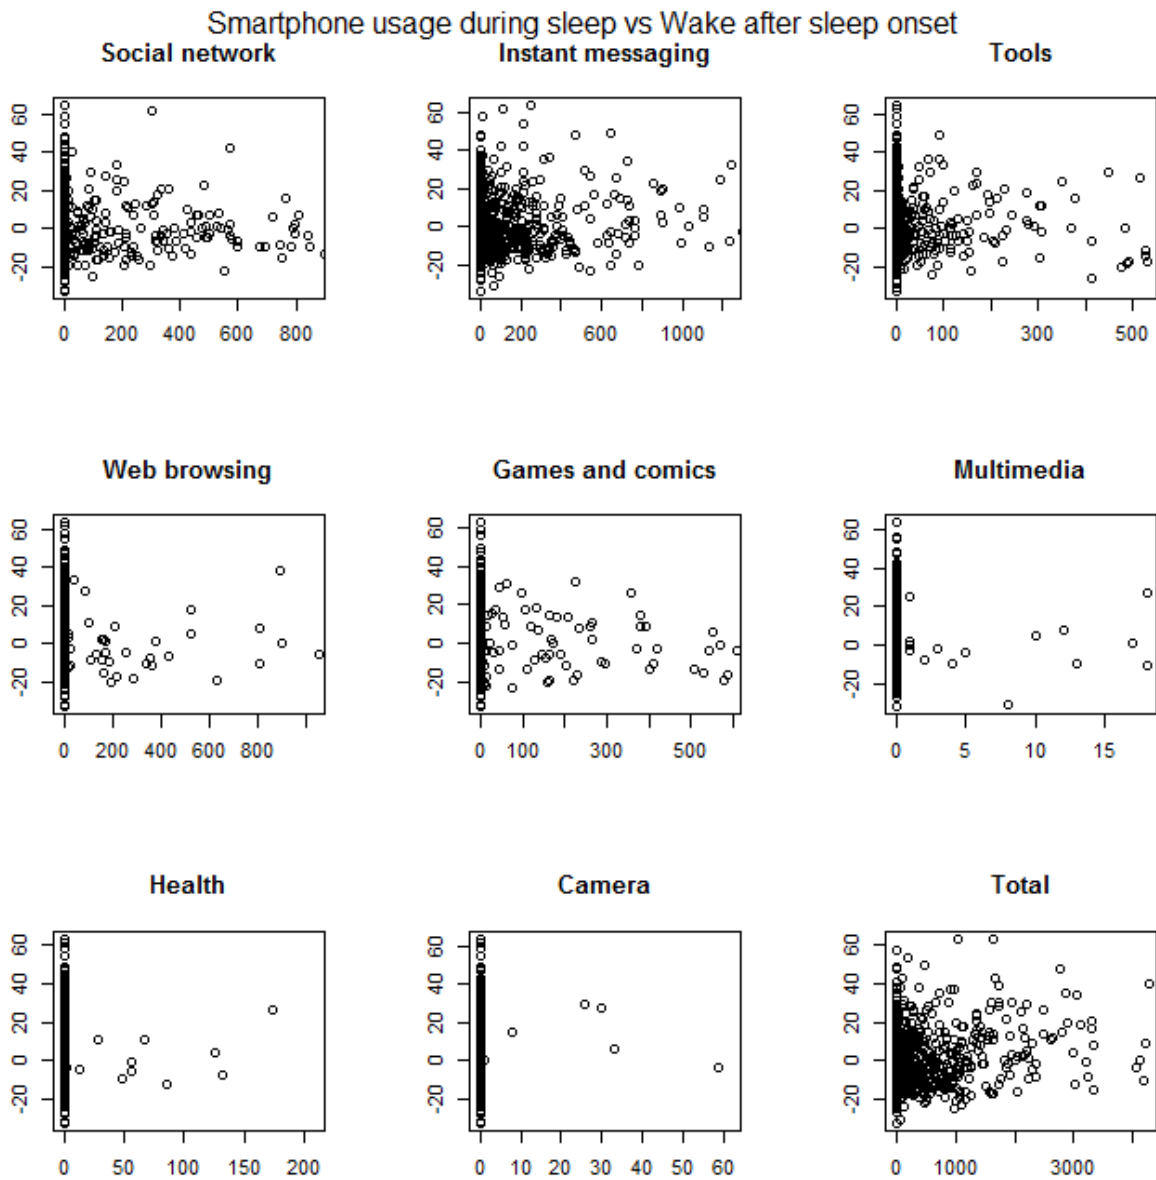 Smartphone usage during sleep vs Wake after sleep onset
Social network Instant messaging Tools
60 60 60
40 40 40
20 20 20
0 0 0
-20 -20 -20
0 200 400 600 800 0 200 600 1000 0 100 300 500
Web browsing Games and comics Multimedia
60 60 60
40 40 40
20 20 20
0 0 0
-20 -20 -20
0 200 400 600 800 0 100 300 500 0 5 10 15
Health Camera Total
60 60 60
40 40 40
20 20 20
0 0 0
-20 -20 -20
0 50 100 150 200 0 10 20 30 40 50 60 0 1000 3000